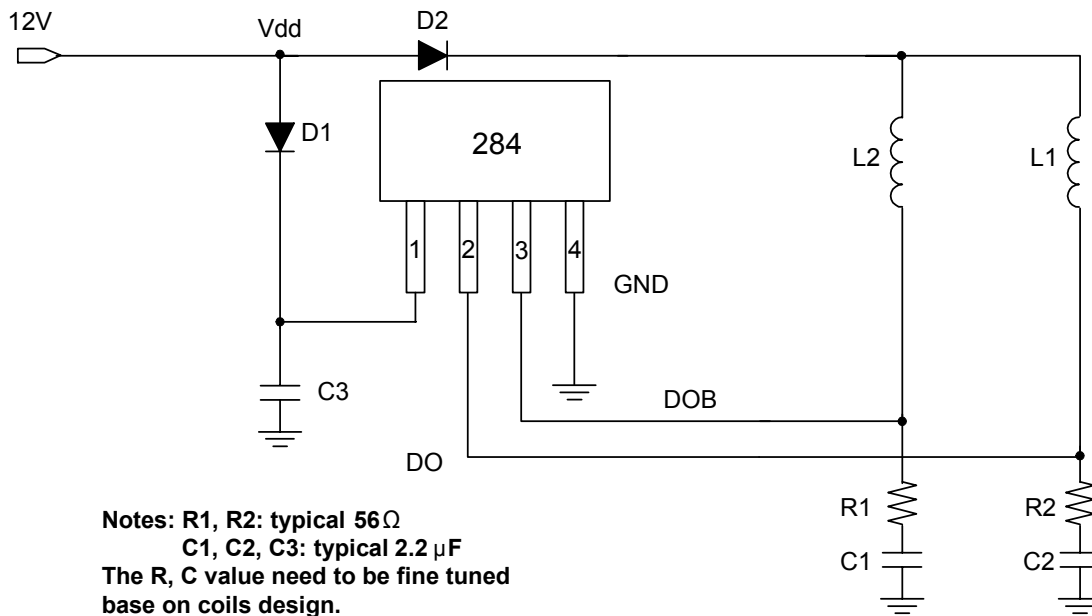 12V
Vdd
D2
D1
284
L2
L1
1
2
3
4
GND
C3
DOB
DO
R1
R2
C1
C2
Notes: R1, R2: typical 56Ω
C1, C2, C3: typical 2.2 μF
The R, C value need to be fine tuned
base on coils design.